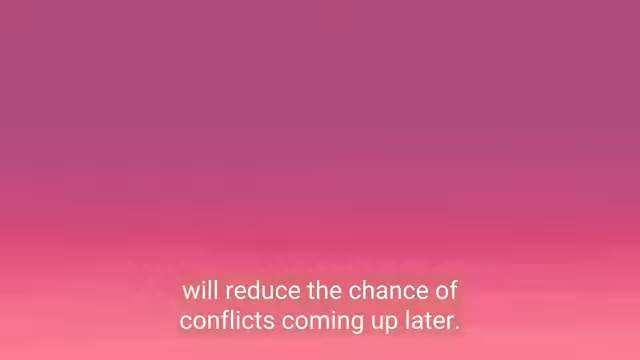 will reduce the chance of
conflicts coming up later.